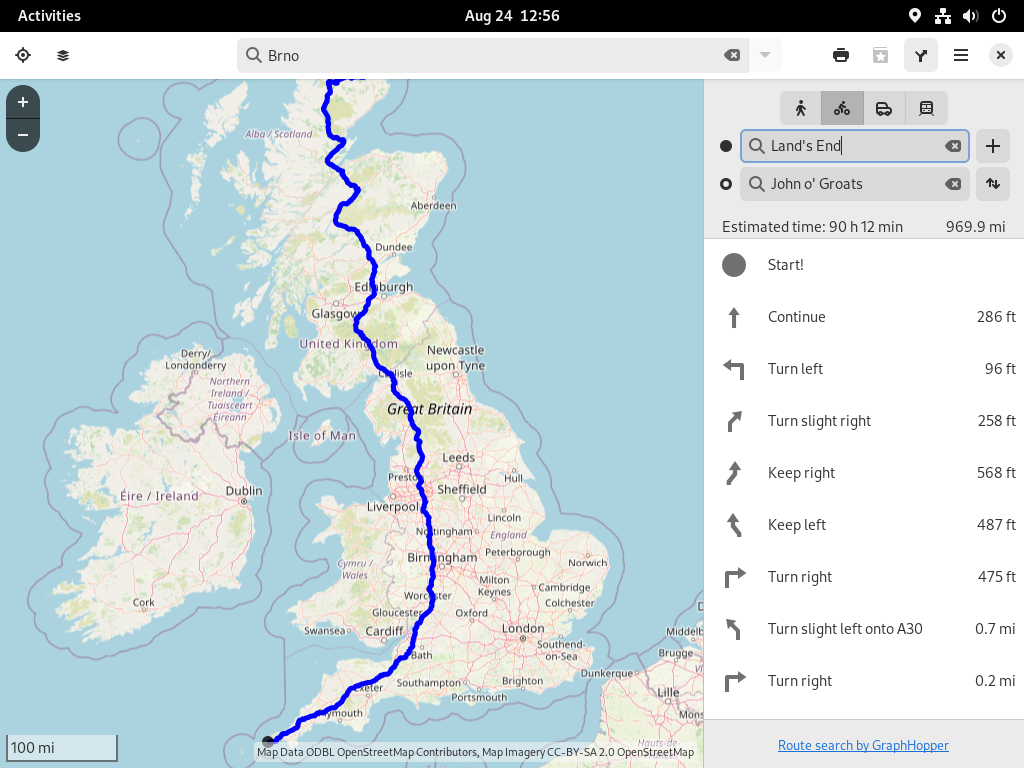 Activities
Aug 24 12:56
Brno
+
−
Land's End
John o' Groats
Estimated time: 90 h 12 min 969.9 mi
Start!
Continue 286 ft
Turn left 96 ft
Turn slight right 258 ft
Keep right 568 ft
Keep left 487 ft
Turn right 475 ft
Turn slight left onto A30 0.7 mi
Turn right 0.2 mi
Route search by GraphHopper
Alba / Scotland
Aberdeen
Dundee
Edinburgh
Glasgow
United Kingdom
Newcastle
upon Tyne
Derry/
Londonderry
Carlisle
Northern
Ireland /
Tuaisceart
Éireann
Great Britain
Isle of Man
Leeds
Preston
Hull
Éire / Ireland
Dublin
Sheffield
Liverpool
Lincoln
Nottingham
England
Peterborough
Birmingham
Norwich
Cymru /
Wales
Milton
Keynes
Cambridge
Worcester
Colchester
Cork
Gloucester
Oxford
Swansea
Cardiff
London
Southend-
on-Sea
Middelb
Bath
Brugge
Dunkerque
Southampton
Brighton
Exeter
Portsmouth
Lille
Plymouth
Mons
Hauts-de-
100 mi
Map Data ODBL OpenStreetMap Contributors, Map Imagery CC-BY-SA 2.0 OpenStreetMap